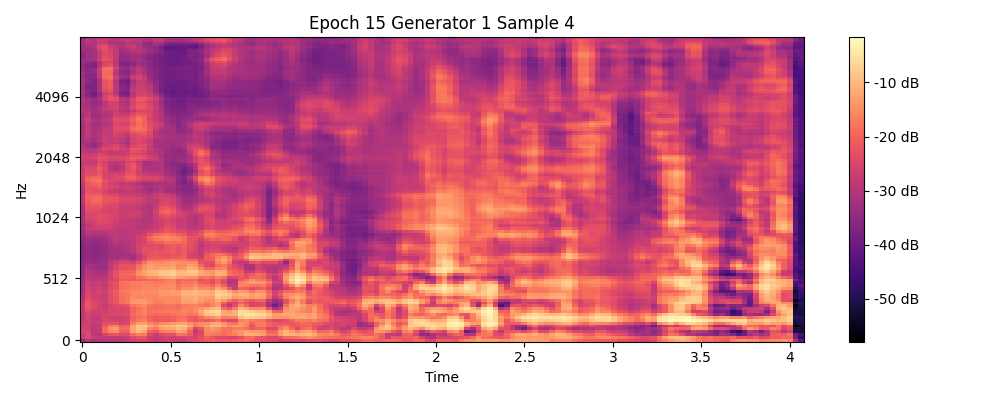 Epoch 15 Generator 1 Sample 4
Hz
4096
2048
1024
512
0
0 0.5 1 1.5 2 2.5 3 3.5 4
Time
-10 dB
-20 dB
-30 dB
-40 dB
-50 dB